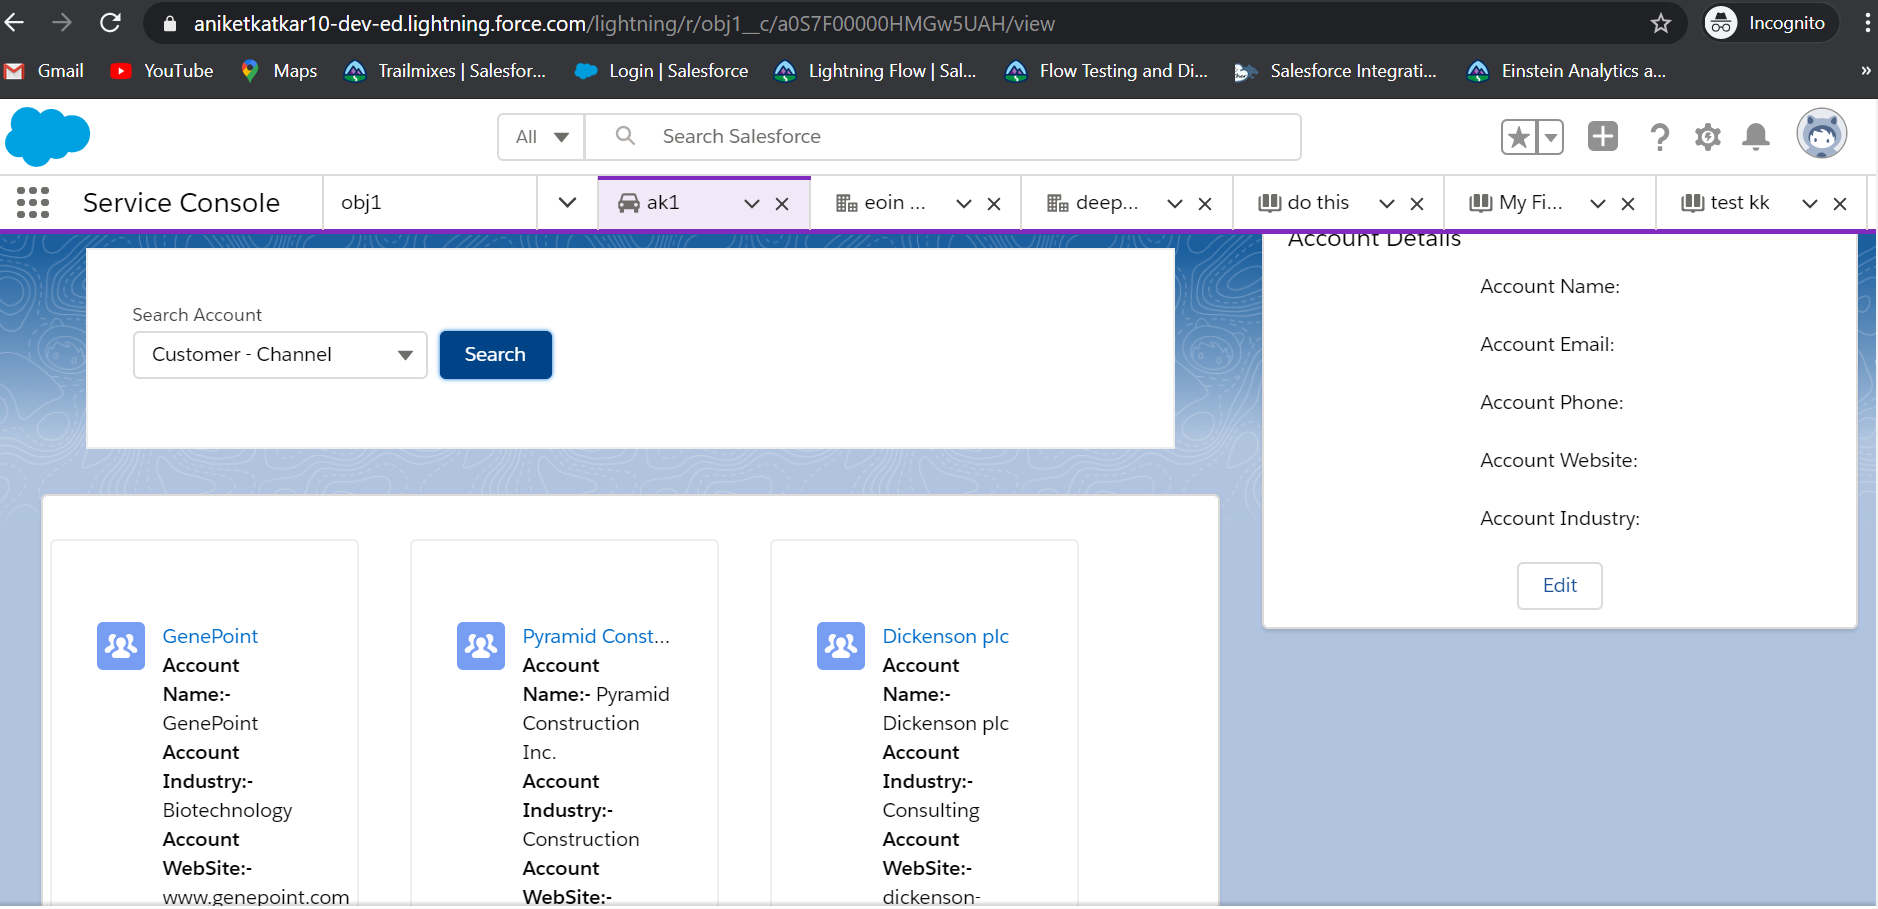 aniketkatkar10-dev-ed.lightning.force.com/lightning/r/obj1__c/a0S7F00000HMGw5UAH/view
Incognito
Gmail
YouTube
Maps
Trailmixes | Salesfor...
Login | Salesforce
Lightning Flow | Sal...
Flow Testing and Di...
Salesforce Integrati...
Einstein Analytics a...
»
All
Search Salesforce
Service Console
obj1
ak1
eoin ...
deep...
do this
My Fi...
test kk
Search Account
Customer - Channel
Search
Account Details
Account Name:
Account Email:
Account Phone:
Account Website:
Account Industry:
Edit
GenePoint
Account
Name:-
GenePoint
Account
Industry:-
Biotechnology
Account
WebSite:-
www.genepoint.com
Pyramid Const...
Account
Name:- Pyramid
Construction
Inc.
Account
Industry:-
Construction
Account
WebSite:-
Dickenson plc
Account
Name:-
Dickenson plc
Account
Industry:-
Consulting
Account
WebSite:-
dickenson-